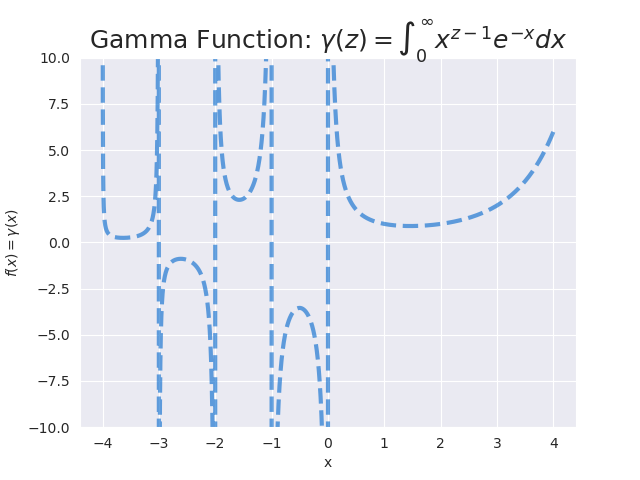 Gamma Function: γ(z) = ∫₀^∞ x^{z−1}e^{−x}dx
10.0
7.5
5.0
2.5
0.0
−2.5
−5.0
−7.5
−10.0
f(x) = γ(x)
−4 −3 −2 −1 0 1 2 3 4
x